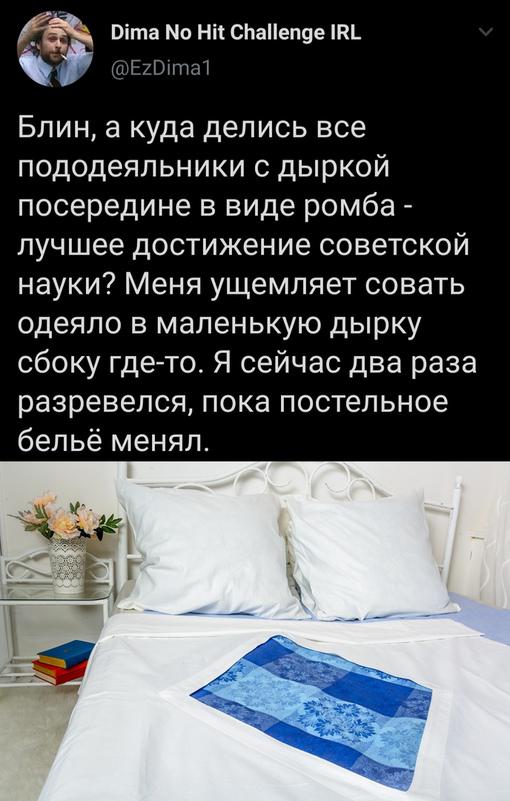 Dima No Hit Challenge IRL
@EzDima1
Блин, а куда делись все
пододеяльники с дыркой
посередине в виде ромба -
лучшее достижение советской
науки? Меня ущемляет совать
одеяло в маленькую дырку
сбоку где-то. Я сейчас два раза
разревелся, пока постельное
бельё менял.